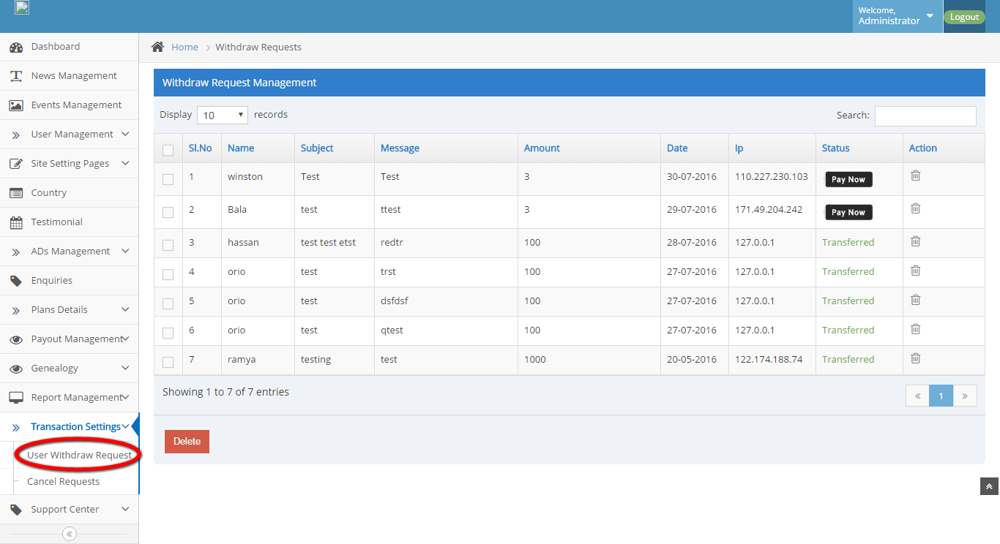 Welcome,
Administrator
Logout
Dashboard
News Management
Events Management
User Management
Site Setting Pages
Country
Testimonial
ADs Management
Enquiries
Plans Details
Payout Management
Genealogy
Report Management
Transaction Settings
User Withdraw Request
Cancel Requests
Support Center
Home > Withdraw Requests
Withdraw Request Management
Display 10 records Search:
Sl.No Name Subject Message Amount Date Ip Status Action
1 winston Test Test 3 30-07-2016 110.227.230.103 Pay Now
2 Bala test ttest 3 29-07-2016 171.49.204.242 Pay Now
3 hassan test test etst redtr 100 28-07-2016 127.0.0.1 Transferred
4 orio test trst 100 27-07-2016 127.0.0.1 Transferred
5 orio test dsfdsf 100 27-07-2016 127.0.0.1 Transferred
6 orio test qtest 100 27-07-2016 127.0.0.1 Transferred
7 ramya testing test 1000 20-05-2016 122.174.188.74 Transferred
Showing 1 to 7 of 7 entries « 1 »
Delete